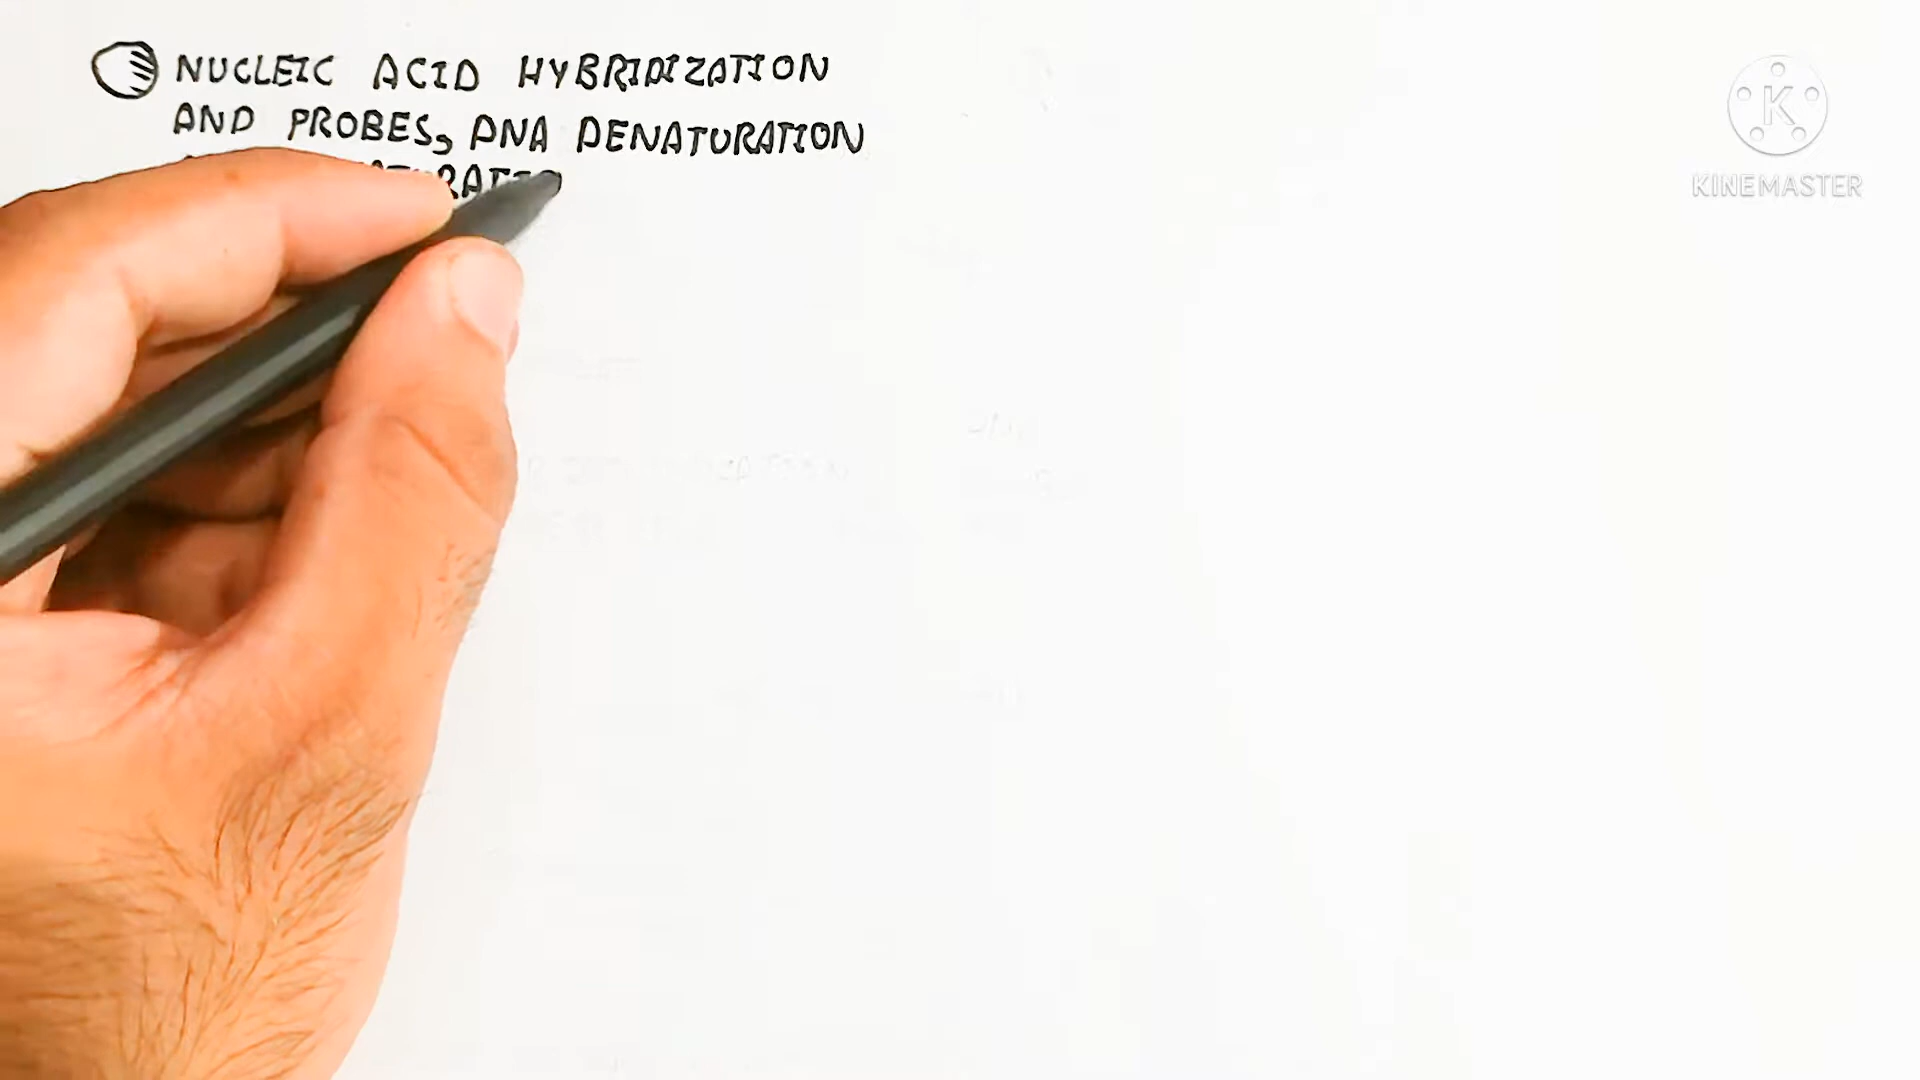 NUCLEIC ACID HYBRIDIZATION
AND PROBES, DNA DENATURATION
KINEMASTER